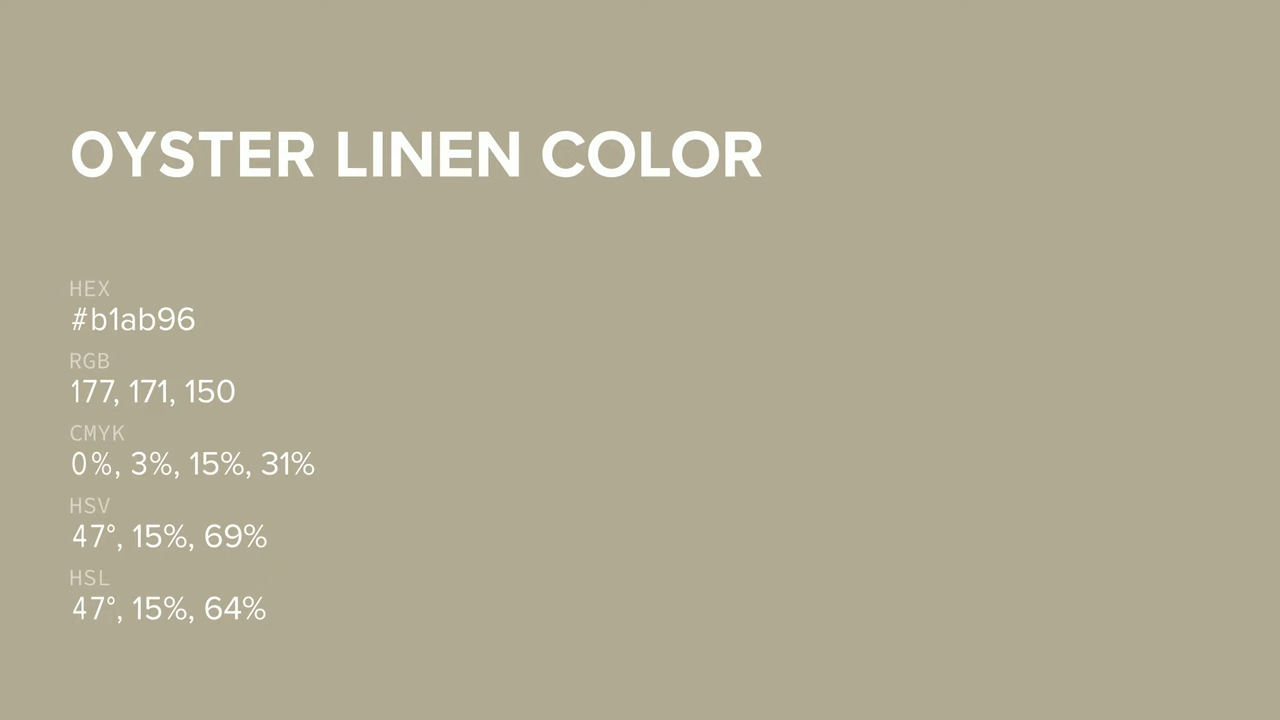 OYSTER LINEN COLOR
HEX
#b1ab96
RGB
177, 171, 150
CMYK
0%, 3%, 15%, 31%
HSV
47°, 15%, 69%
HSL
47°, 15%, 64%